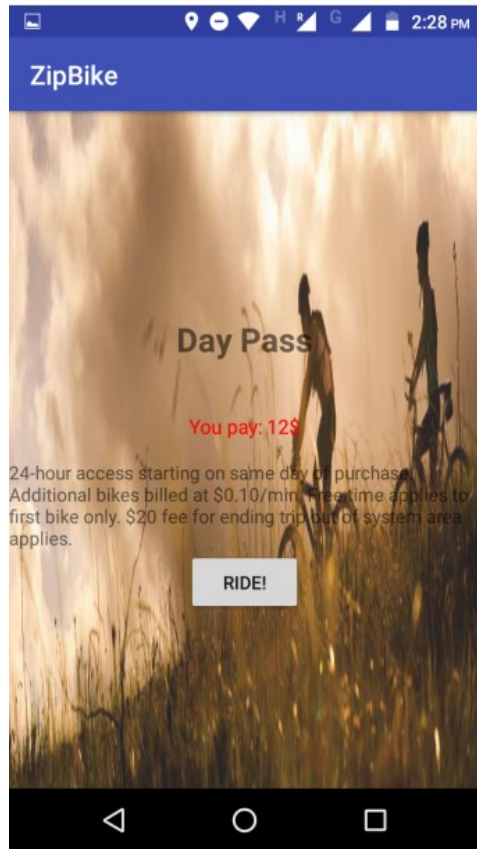 H R G 2:28 PM
ZipBike
Day Pass
You pay: 12$
24-hour access starting on same day of purchase.
Additional bikes billed at $0.10/min. Free time applies to
first bike only. $20 fee for ending trip out of system area
applies.
RIDE!